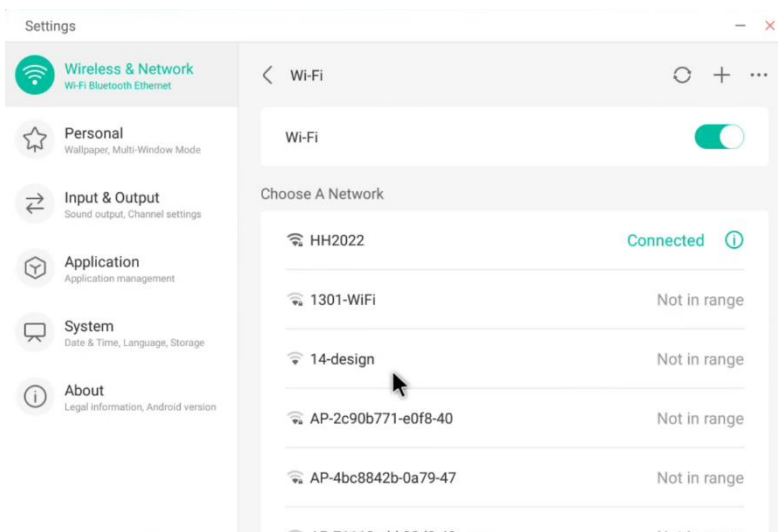 Settings
Wireless & Network
Wi-Fi Bluetooth Ethernet
Personal
Wallpaper, Multi-Window Mode
Input & Output
Sound output, Channel settings
Application
Application management
System
Date & Time, Language, Storage
About
Legal information, Android version
Wi-Fi
Wi-Fi
Choose A Network
HH2022 Connected
1301-WiFi Not in range
14-design Not in range
AP-2c90b771-e0f8-40 Not in range
AP-4bc8842b-0a79-47 Not in range